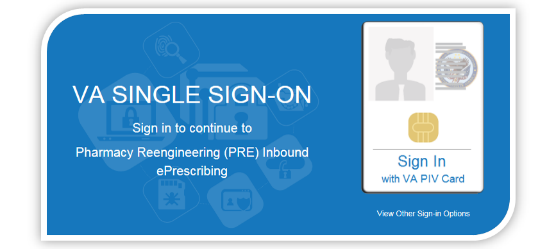 VA SINGLE SIGN-ON
Sign in to continue to
Pharmacy Reengineering (PRE) Inbound
ePrescribing
Sign In
with VA PIV Card
View Other Sign-in Options